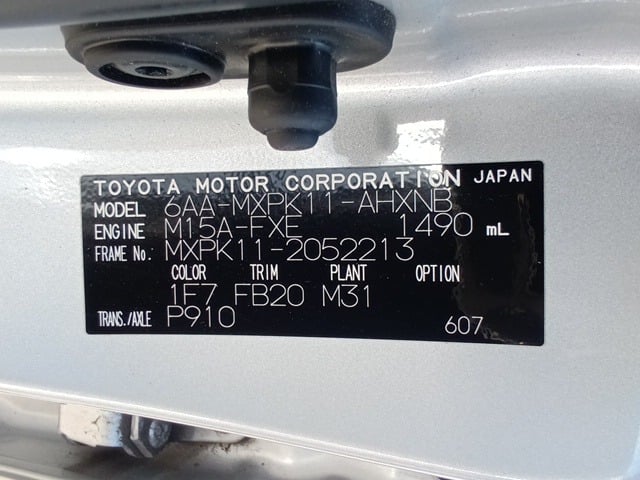 TOYOTA MOTOR CORPORATION JAPAN
MODEL 6AA-MXPK11-AHXNB
ENGINE M15A-FXE 1490 mL
FRAME No. MXPK11-2052213
COLOR TRIM PLANT OPTION
1F7 FB20 M31
TRANS./AXLE P910 607